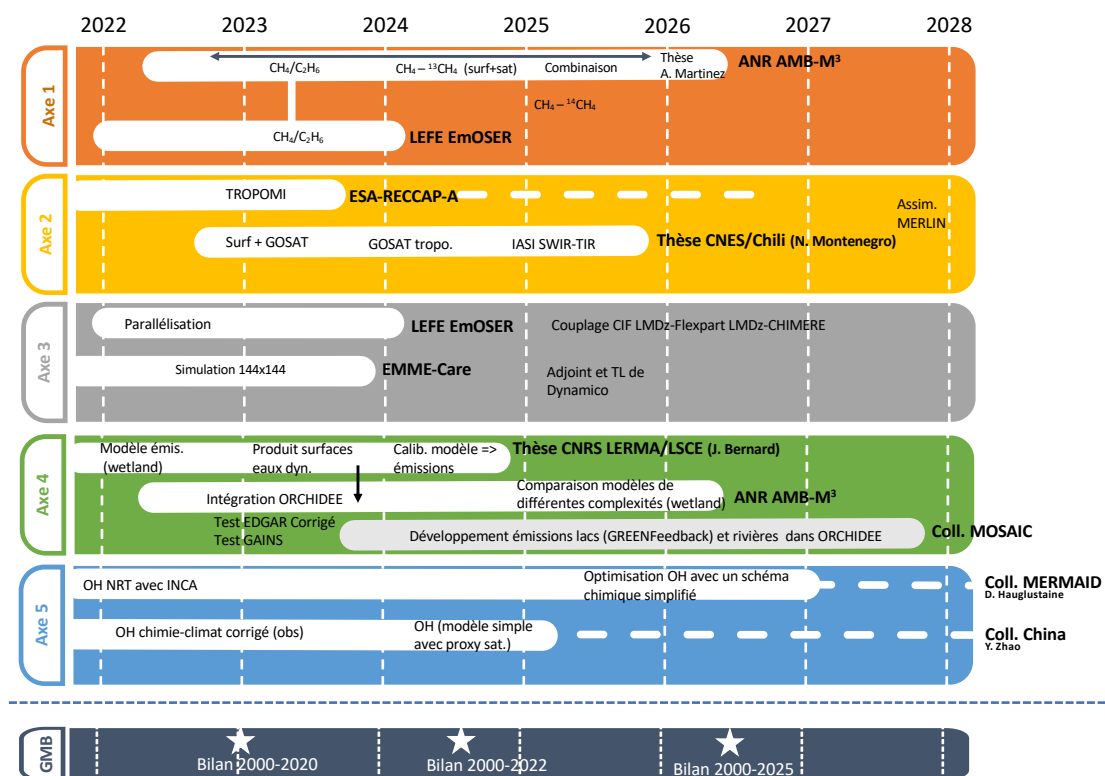 2022 2023 2024 2025 2026 2027 2028
Axe 1
CH₄/C₂H₆
CH₄ – ¹³CH₄ (surf+sat)
Combinaison
Thèse
A. Martinez
ANR AMB-M³
CH₄ – ¹⁴CH₄
CH₄/C₂H₆
LEFE EmOSER
Axe 2
TROPOMI
ESA-RECCAP-A
Assim.
MERLIN
Surf + GOSAT
GOSAT tropo.
IASI SWIR-TIR
Thèse CNES/Chili (N. Montenegro)
Axe 3
Parallélisation
LEFE EmOSER
Couplage CIF LMDz-Flexpart LMDz-CHIMERE
Simulation 144x144
EMME-Care
Adjoint et TL de
Dynamico
Axe 4
Modèle émis.
(wetland)
Produit surfaces
eaux dyn.
Calib. modèle =>
émissions
Thèse CNRS LERMA/LSCE (J. Bernard)
Intégration ORCHIDEE
Comparaison modèles de
différentes complexités (wetland)
ANR AMB-M³
Test EDGAR Corrigé
Test GAINS
Développement émissions lacs (GREENFeedback) et rivières dans ORCHIDEE
Coll. MOSAIC
Axe 5
OH NRT avec INCA
Optimisation OH avec un schéma
chimique simplifié
Coll. MERMAID
D. Hauglustaine
OH chimie-climat corrigé (obs)
OH (modèle simple
avec proxy sat.)
Coll. China
Y. Zhao
GMB
Bilan 2000-2020
Bilan 2000-2022
Bilan 2000-2025